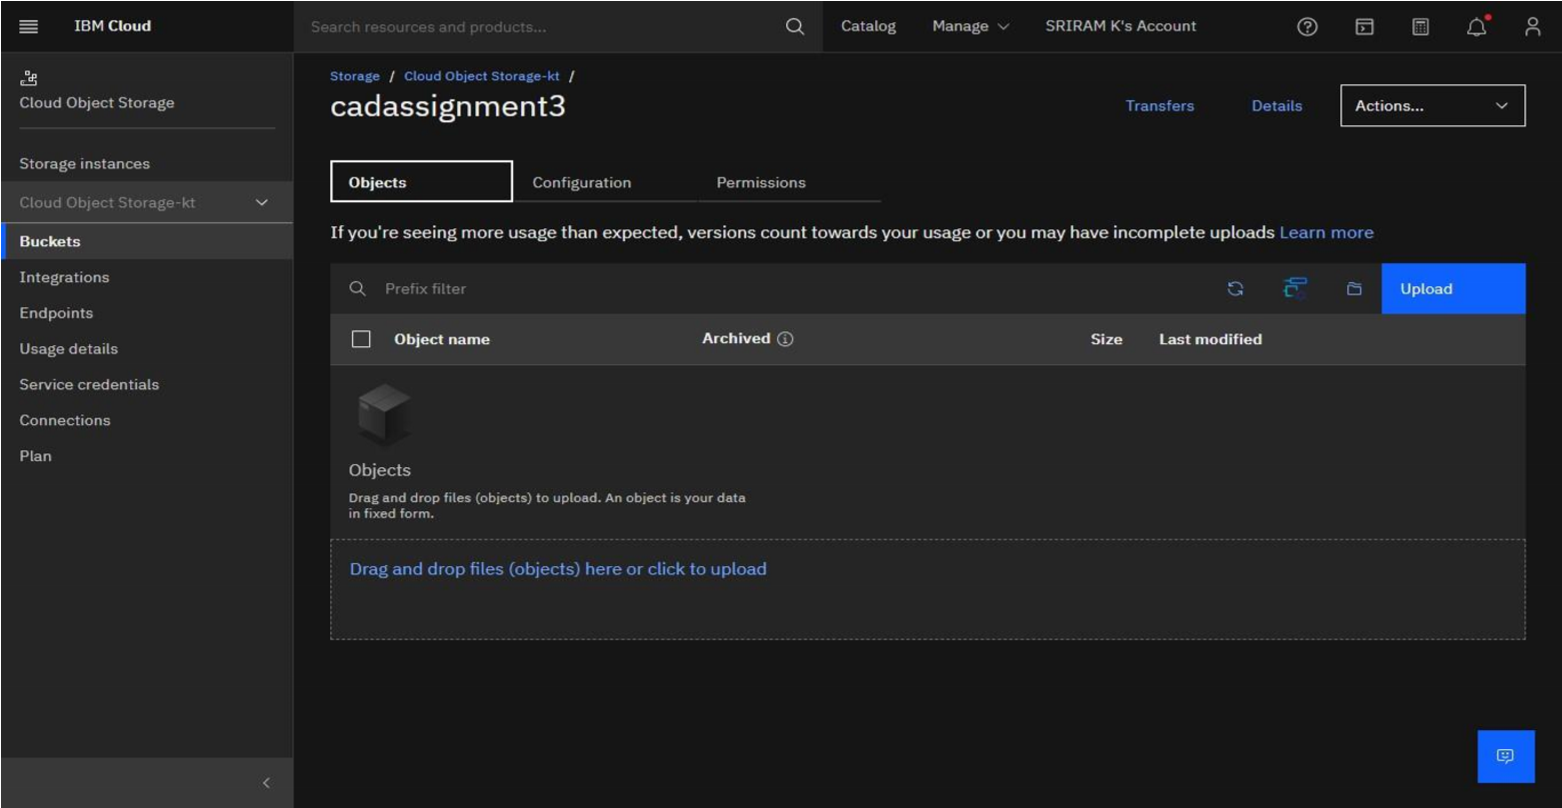 IBM Cloud
Search resources and products...
Catalog
Manage
SRIRAM K's Account
Cloud Object Storage
Storage instances
Cloud Object Storage-kt
Buckets
Integrations
Endpoints
Usage details
Service credentials
Connections
Plan
Storage / Cloud Object Storage-kt /
cadassignment3
Transfers
Details
Actions...
Objects
Configuration
Permissions
If you're seeing more usage than expected, versions count towards your usage or you may have incomplete uploads Learn more
Prefix filter
Upload
Object name
Archived
Size
Last modified
Objects
Drag and drop files (objects) to upload. An object is your data
in fixed form.
Drag and drop files (objects) here or click to upload